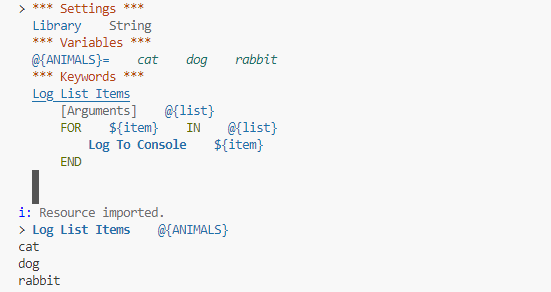 > *** Settings ***
Library    String
*** Variables ***
@{ANIMALS}=    cat    dog    rabbit
*** Keywords ***
Log List Items
    [Arguments]    @{list}
    FOR    ${item}    IN    @{list}
        Log To Console    ${item}
    END
i: Resource imported.
> Log List Items    @{ANIMALS}
cat
dog
rabbit